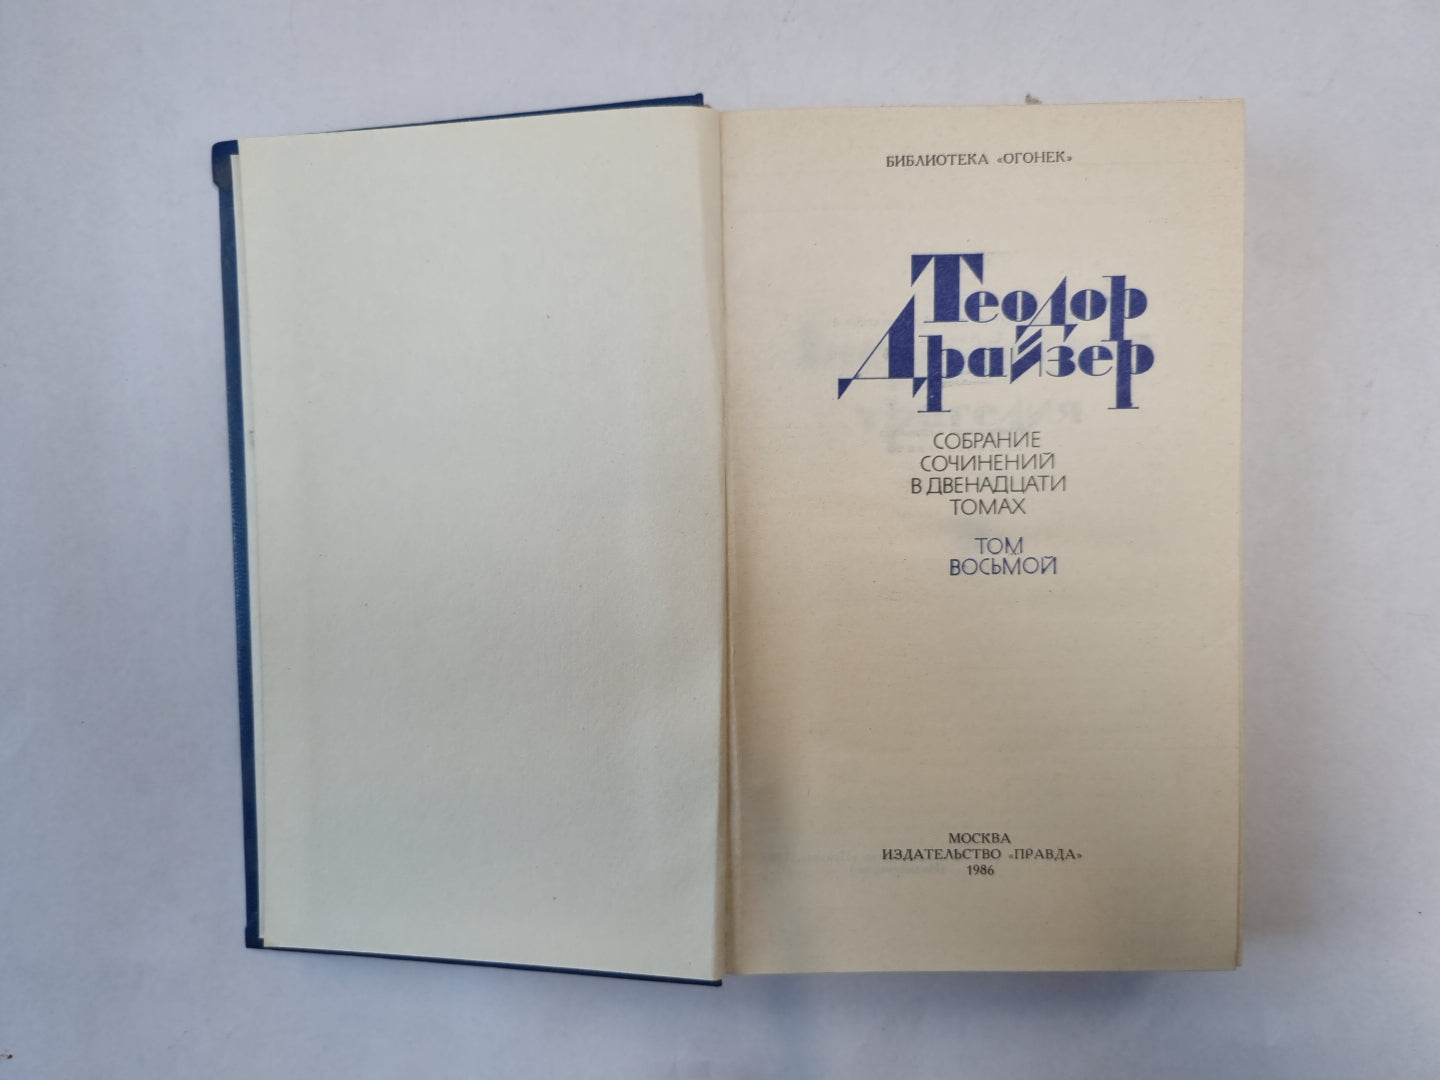 БИБЛИОТЕКА «ОГОНЕК»
Теодор
Драйзер
СОБРАНИЕ
СОЧИНЕНИЙ
В ДВЕНАДЦАТИ
ТОМАХ
ТОМ
ВОСЬМОЙ
МОСКВА
ИЗДАТЕЛЬСТВО «ПРАВДА»
1986